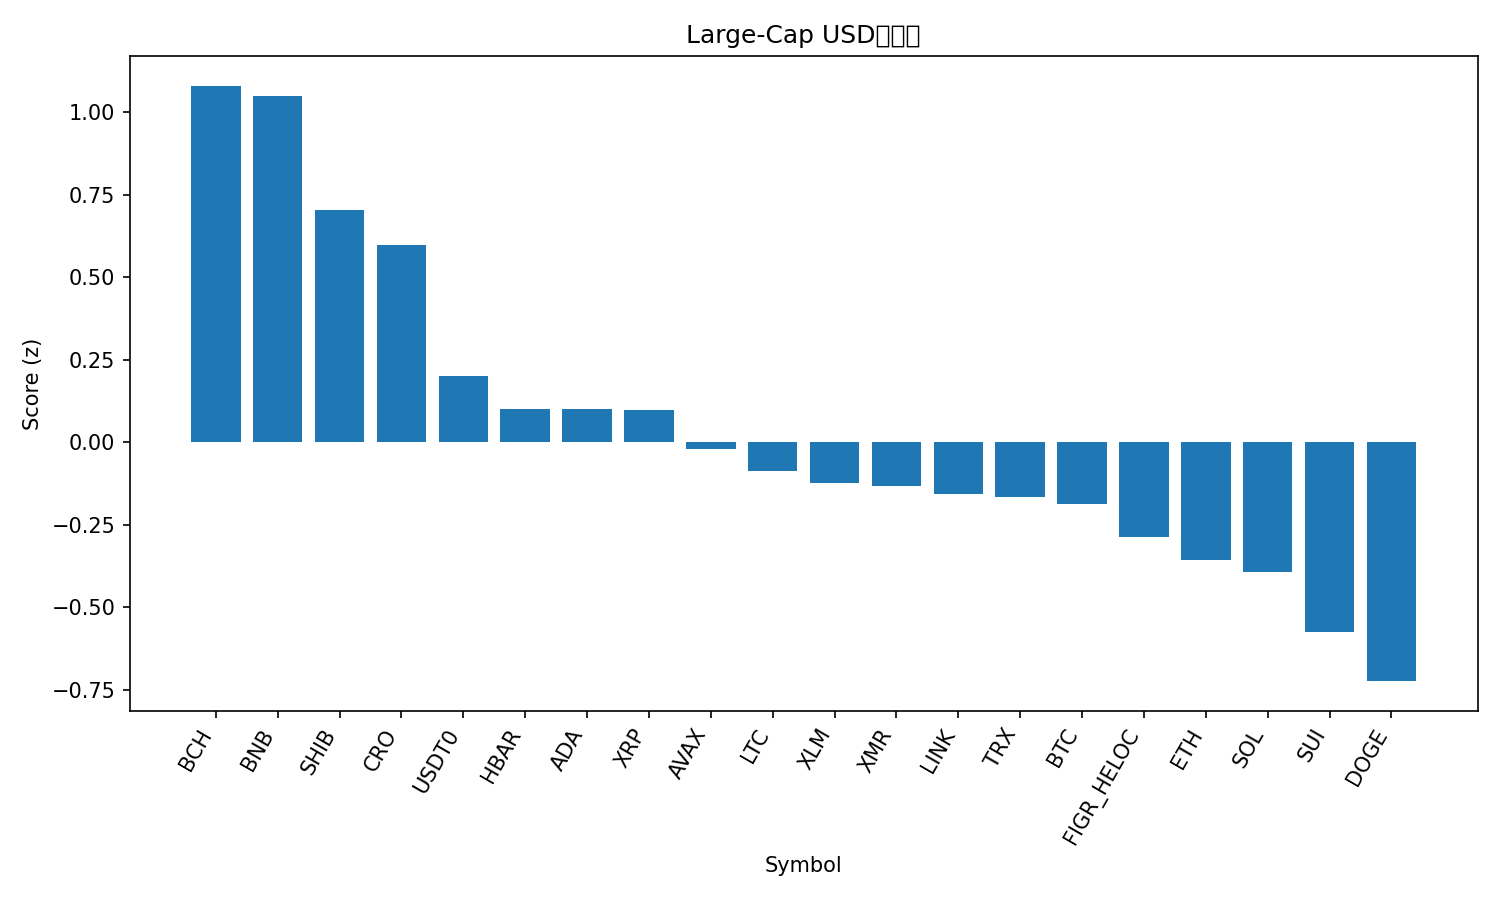 Large-Cap USD
1.00
0.75
0.50
0.25
0.00
−0.25
−0.50
−0.75
Score (z)
BCH
BNB
SHIB
CRO
USDT0
HBAR
ADA
XRP
AVAX
LTC
XLM
XMR
LINK
TRX
BTC
FIGR_HELOC
ETH
SOL
SUI
DOGE
Symbol